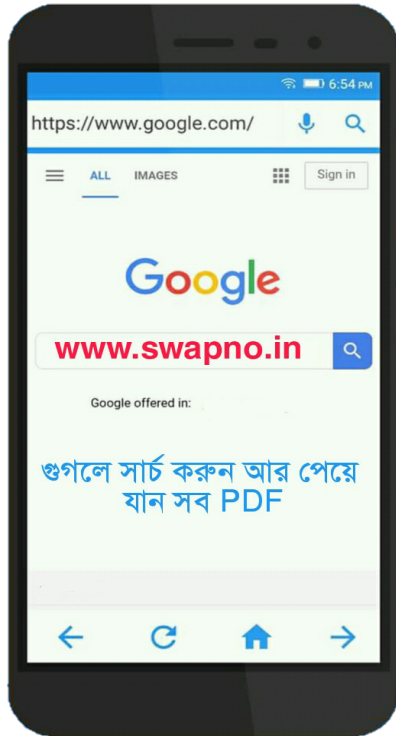 6:54 PM
https://www.google.com/
ALL IMAGES Sign in
Google
www.swapno.in
Google offered in:
গুগলে সার্চ করুন আর পেয়ে
যান সব PDF